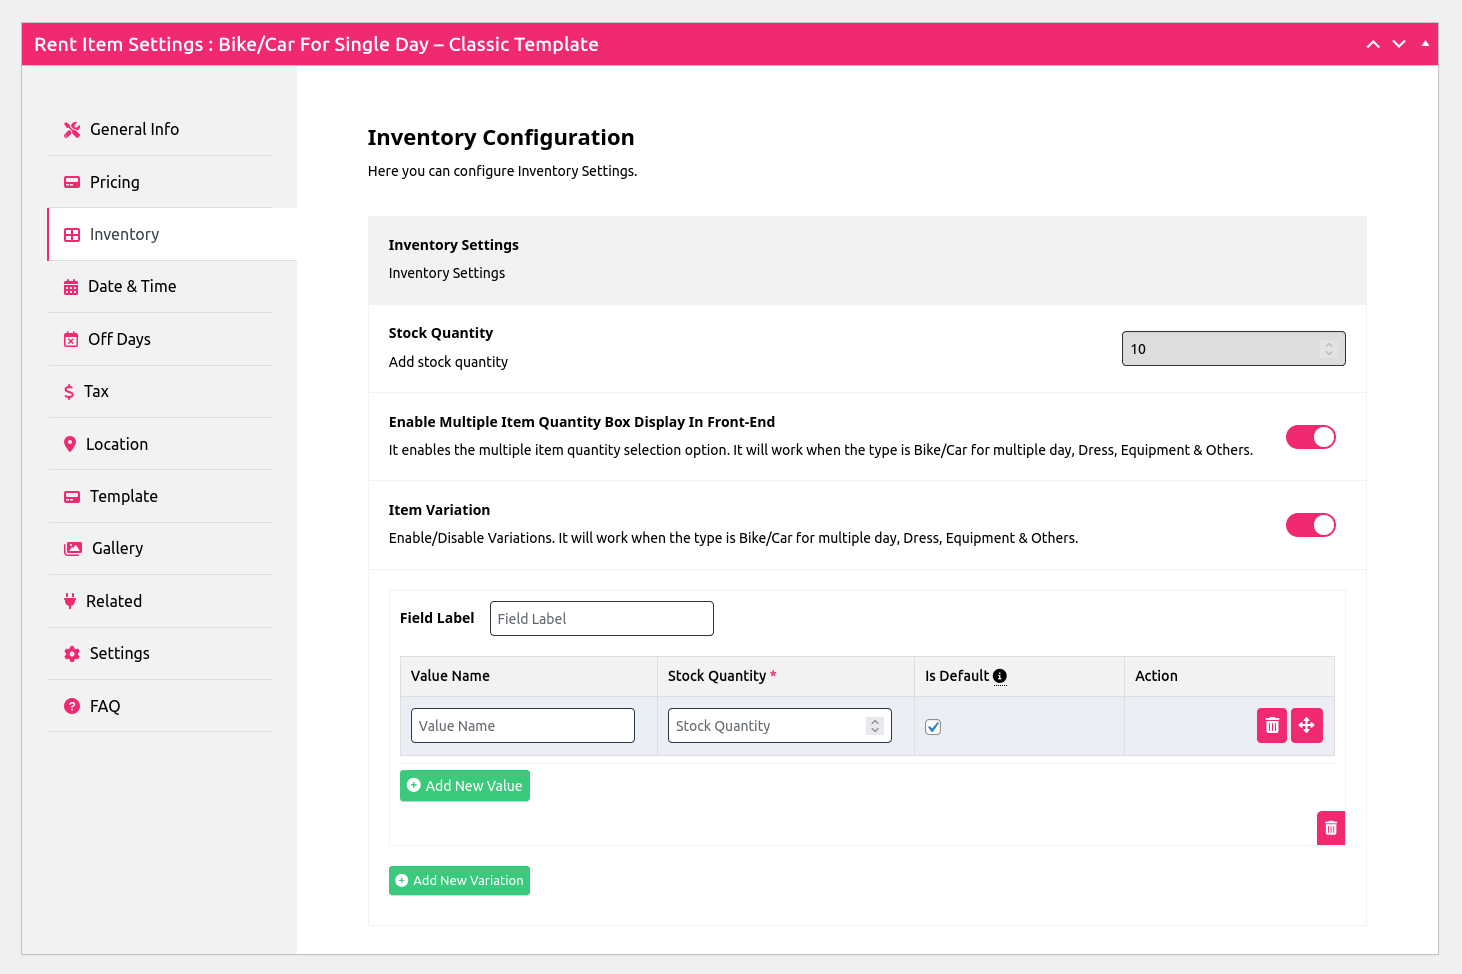 Rent Item Settings : Bike/Car For Single Day – Classic Template
General Info
Pricing
Inventory
Date & Time
Off Days
Tax
Location
Template
Gallery
Related
Settings
FAQ
Inventory Configuration
Here you can configure Inventory Settings.
Inventory Settings
Inventory Settings
Stock Quantity
Add stock quantity
10
Enable Multiple Item Quantity Box Display In Front-End
It enables the multiple item quantity selection option. It will work when the type is Bike/Car for multiple day, Dress, Equipment & Others.
Item Variation
Enable/Disable Variations. It will work when the type is Bike/Car for multiple day, Dress, Equipment & Others.
Field Label Field Label
Value Name Stock Quantity * Is Default Action
Value Name Stock Quantity
Add New Value
Add New Variation